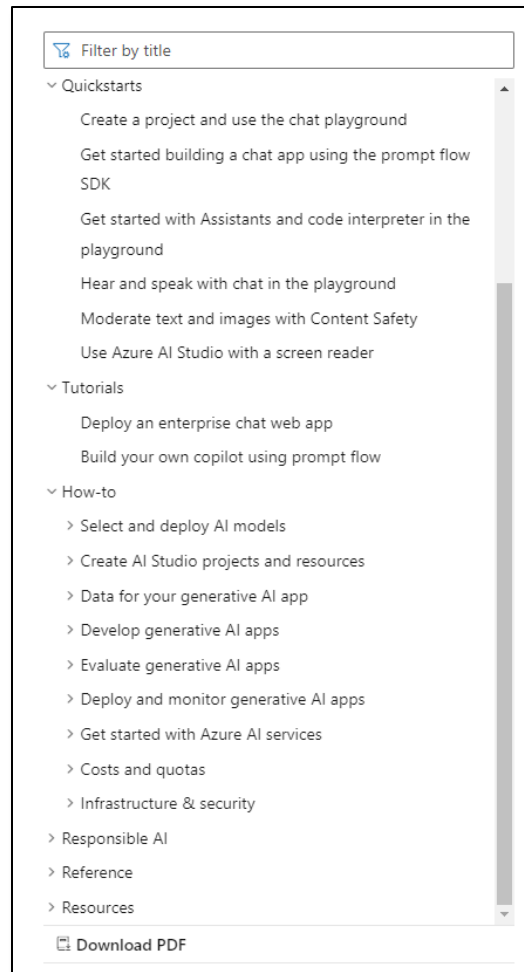 Filter by title
Quickstarts
Create a project and use the chat playground
Get started building a chat app using the prompt flow
SDK
Get started with Assistants and code interpreter in the
playground
Hear and speak with chat in the playground
Moderate text and images with Content Safety
Use Azure AI Studio with a screen reader
Tutorials
Deploy an enterprise chat web app
Build your own copilot using prompt flow
How-to
Select and deploy AI models
Create AI Studio projects and resources
Data for your generative AI app
Develop generative AI apps
Evaluate generative AI apps
Deploy and monitor generative AI apps
Get started with Azure AI services
Costs and quotas
Infrastructure & security
Responsible AI
Reference
Resources
Download PDF